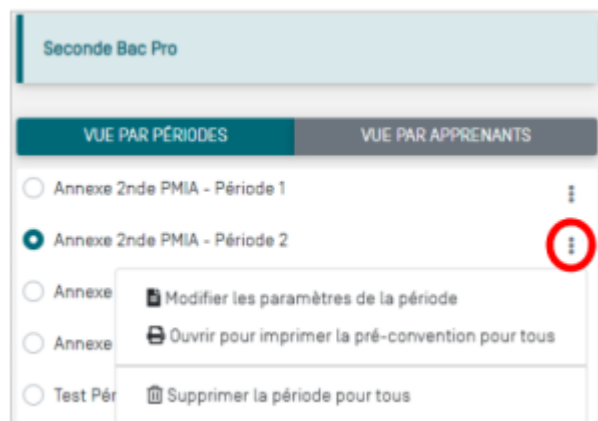 Seconde Bac Pro
VUE PAR PÉRIODES VUE PAR APPRENANTS
Annexe 2nde PMIA - Période 1
Annexe 2nde PMIA - Période 2
Annexe
Modifier les paramètres de la période
Ouvrir pour imprimer la pré-convention pour tous
Annexe
Test Pér
Supprimer la période pour tous